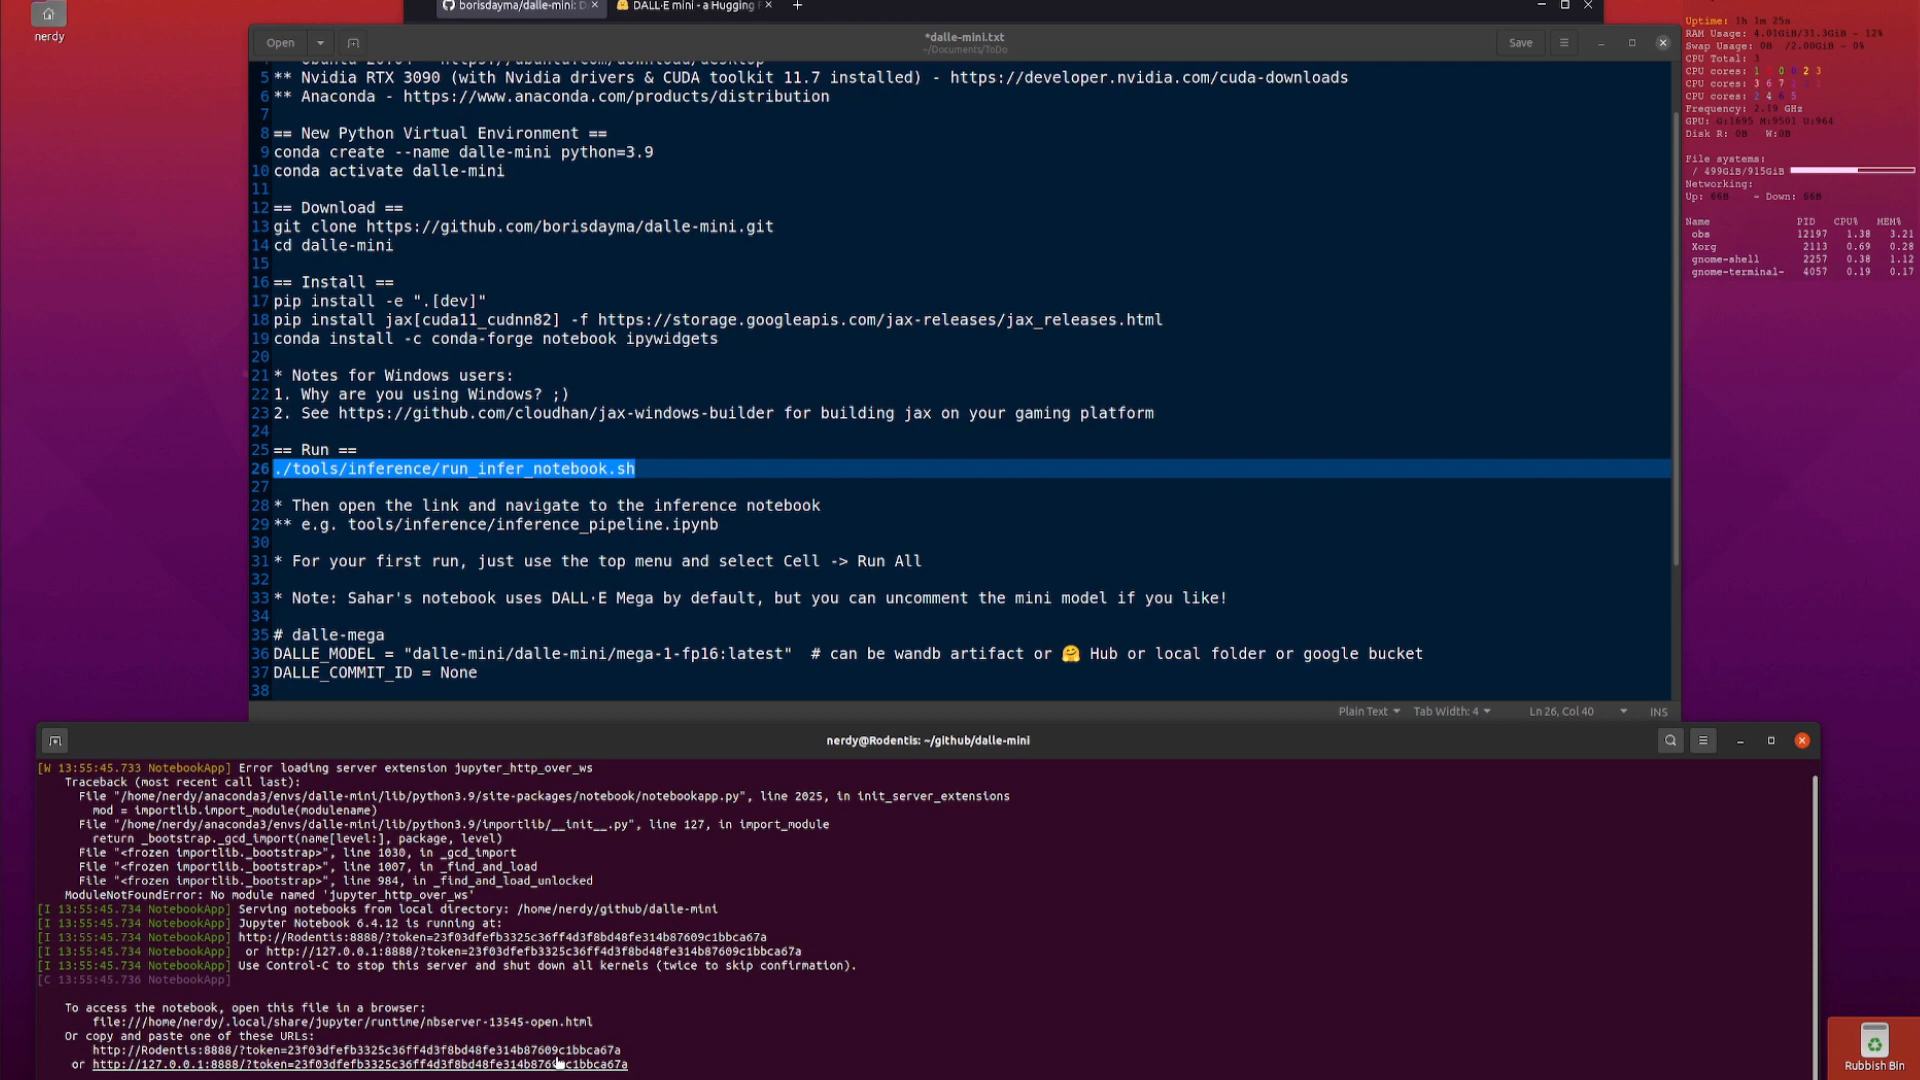 nerdy
borisdayma/dalle-mini: D
DALL·E mini - a Hugging
Open
*dalle-mini.txt
~/Documents/ToDo
Save
5 ** Nvidia RTX 3090 (with Nvidia drivers & CUDA toolkit 11.7 installed) - https://developer.nvidia.com/cuda-downloads
6 ** Anaconda - https://www.anaconda.com/products/distribution
7
8 == New Python Virtual Environment ==
9 conda create --name dalle-mini python=3.9
10 conda activate dalle-mini
11
12 == Download ==
13 git clone https://github.com/borisdayma/dalle-mini.git
14 cd dalle-mini
15
16 == Install ==
17 pip install -e ".[dev]"
18 pip install jax[cuda11_cudnn82] -f https://storage.googleapis.com/jax-releases/jax_releases.html
19 conda install -c conda-forge notebook ipywidgets
20
21 * Notes for Windows users:
22 1. Why are you using Windows? ;)
23 2. See https://github.com/cloudhan/jax-windows-builder for building jax on your gaming platform
24
25 == Run ==
26 ./tools/inference/run_infer_notebook.sh
27
28 * Then open the link and navigate to the inference notebook
29 ** e.g. tools/inference/inference_pipeline.ipynb
30
31 * For your first run, just use the top menu and select Cell -> Run All
32
33 * Note: Sahar's notebook uses DALL·E Mega by default, but you can uncomment the mini model if you like!
34
35 # dalle-mega
36 DALLE_MODEL = "dalle-mini/dalle-mini/mega-1-fp16:latest"  # can be wandb artifact or 🤗 Hub or local folder or google bucket
37 DALLE_COMMIT_ID = None
38
Plain Text
Tab Width: 4
Ln 26, Col 40
INS
Uptime: 1h 1m 25s
RAM Usage: 4.01GiB/31.3GiB - 12%
Swap Usage: 0B /2.00GiB - 0%
CPU Total: 3
CPU cores: 1 0 0 2 3
CPU cores: 3 6 7
CPU cores: 2 4 6 5
Frequency: 2.19 GHz
GPU: G:1695 M:9501 U:964
Disk R: 0B W:0B
File systems:
/ 499GiB/915GiB
Networking:
Up: 66B - Down: 66B
Name PID CPU% MEM%
obs 12197 1.38 3.21
Xorg 2113 0.69 0.28
gnome-shell 2257 0.38 1.12
gnome-terminal- 4057 0.19 0.17
nerdy@Rodentis: ~/github/dalle-mini
[W 13:55:45.733 NotebookApp] Error loading server extension jupyter_http_over_ws
Traceback (most recent call last):
File "/home/nerdy/anaconda3/envs/dalle-mini/lib/python3.9/site-packages/notebook/notebookapp.py", line 2025, in init_server_extensions
mod = importlib.import_module(modulename)
File "/home/nerdy/anaconda3/envs/dalle-mini/lib/python3.9/importlib/__init__.py", line 127, in import_module
return _bootstrap._gcd_import(name[level:], package, level)
File "<frozen importlib._bootstrap>", line 1030, in _gcd_import
File "<frozen importlib._bootstrap>", line 1007, in _find_and_load
File "<frozen importlib._bootstrap>", line 984, in _find_and_load_unlocked
ModuleNotFoundError: No module named 'jupyter_http_over_ws'
[I 13:55:45.734 NotebookApp] Serving notebooks from local directory: /home/nerdy/github/dalle-mini
[I 13:55:45.734 NotebookApp] Jupyter Notebook 6.4.12 is running at:
[I 13:55:45.734 NotebookApp] http://Rodentis:8888/?token=23f03dfefb3325c36ff4d3f8bd48fe314b87609c1bbca67a
[I 13:55:45.734 NotebookApp]  or http://127.0.0.1:8888/?token=23f03dfefb3325c36ff4d3f8bd48fe314b87609c1bbca67a
[I 13:55:45.734 NotebookApp] Use Control-C to stop this server and shut down all kernels (twice to skip confirmation).
[C 13:55:45.736 NotebookApp]
To access the notebook, open this file in a browser:
file:///home/nerdy/.local/share/jupyter/runtime/nbserver-13545-open.html
Or copy and paste one of these URLs:
http://Rodentis:8888/?token=23f03dfefb3325c36ff4d3f8bd48fe314b87609c1bbca67a
or http://127.0.0.1:8888/?token=23f03dfefb3325c36ff4d3f8bd48fe314b87609c1bbca67a
Rubbish Bin